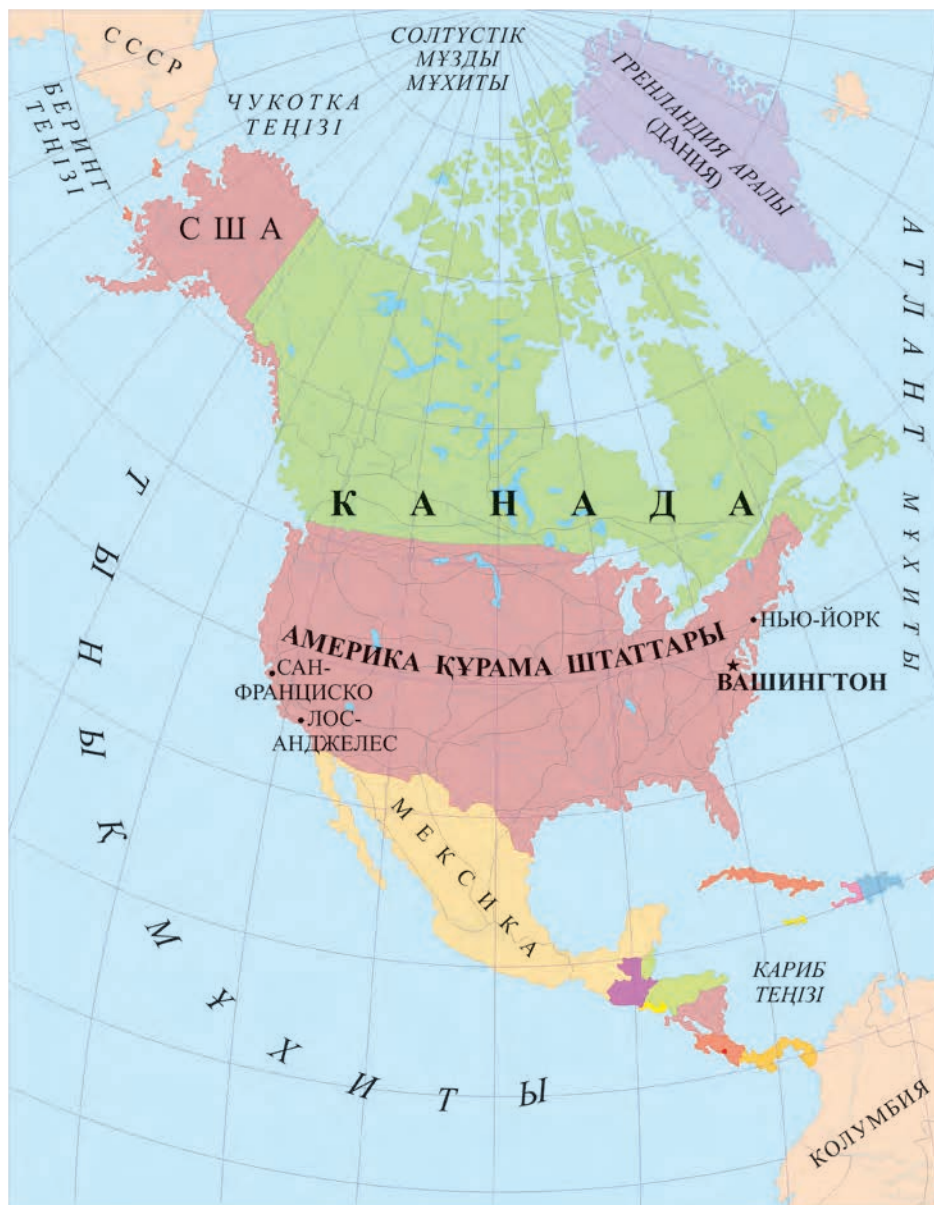 СССР
БЕРИНГ
ТЕҢІЗІ
ЧУКОТКА
ТЕҢІЗІ
СОЛТҮСТІК
МҰЗДЫ
МҰХИТЫ
ГРЕНЛАНДИЯ АРАЛЫ
(ДАНИЯ)
АТЛАНТ МҰХИТЫ
США
КАНАДА
АМЕРИКА ҚҰРАМА ШТАТТАРЫ
НЬЮ-ЙОРК
ВАШИНГТОН
САН-
ФРАНЦИСКО
ЛОС-
АНДЖЕЛЕС
МЕКСИКА
ТЫНЫҚ МҰХИТЫ
КАРИБ
ТЕҢІЗІ
КОЛУМБИЯ